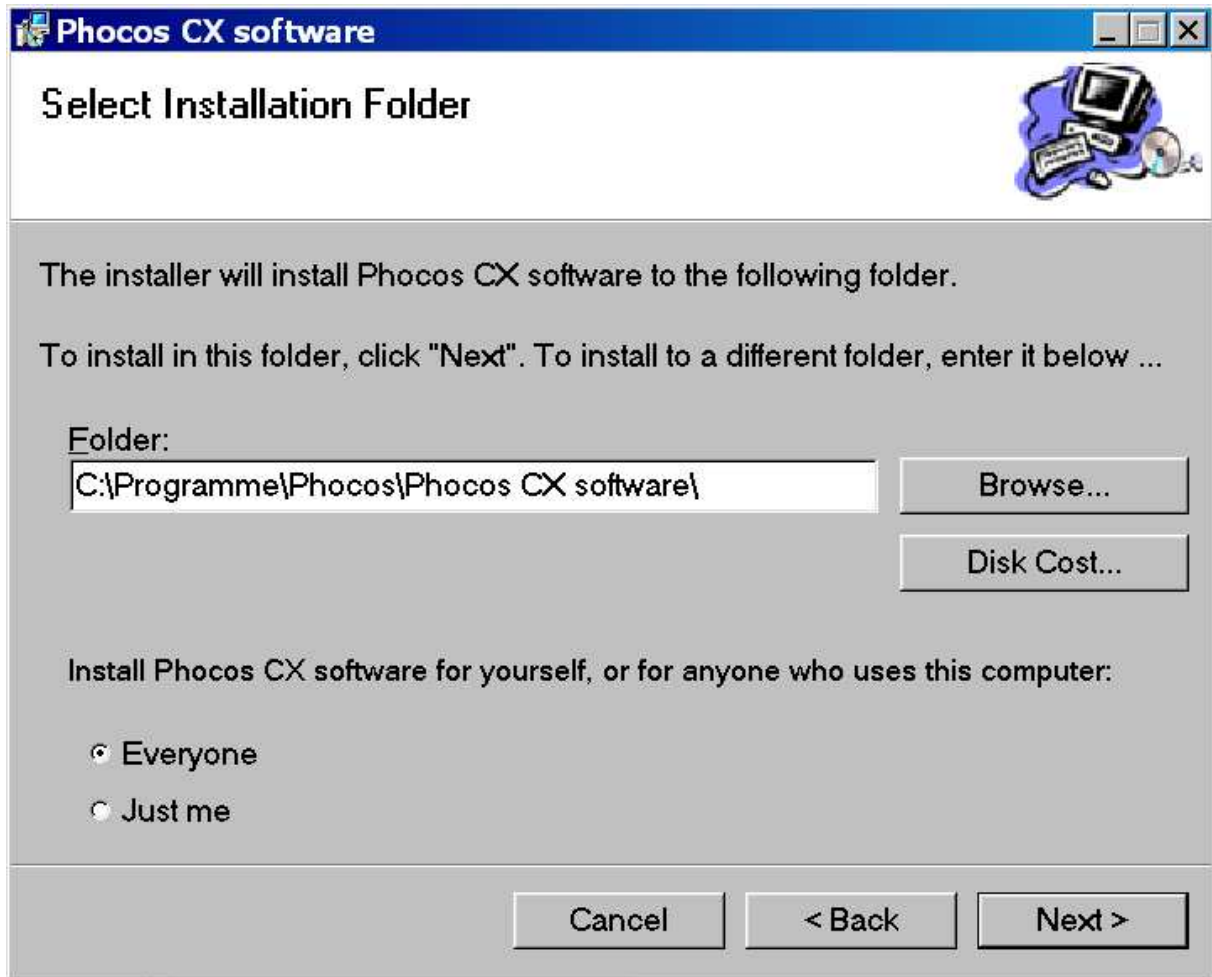 Phocos CX software
Select Installation Folder
The installer will install Phocos CX software to the following folder.
To install in this folder, click "Next". To install to a different folder, enter it below ...
Folder:
C:\Programme\Phocos\Phocos CX software\
Browse...
Disk Cost...
Install Phocos CX software for yourself, or for anyone who uses this computer:
Everyone
Just me
Cancel
< Back
Next >